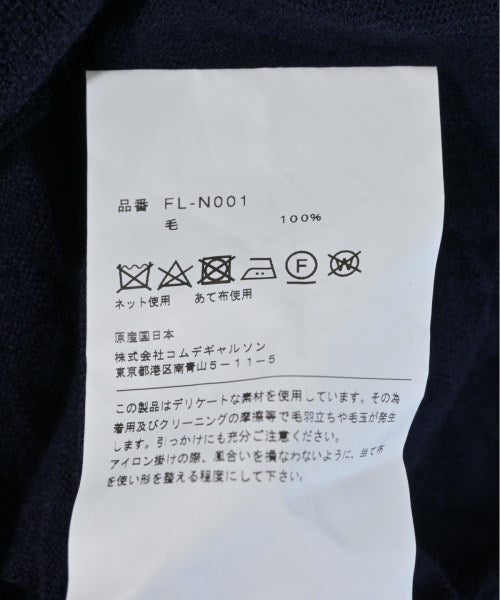 品番 FL-N001
毛 100%
F W
ネット使用 あて布使用
原産国日本
株式会社コムデギャルソン
東京都港区南青山5-11-5
この製品はデリケートな素材を使用しています。その為
着用及びクリーニングの摩擦等で毛羽立ちや毛玉が発生
します。引っかけにも充分ご注意ください。
アイロン掛けの際、風合いを損なわないように、当て布
を使い形を整える程度にして下さい。